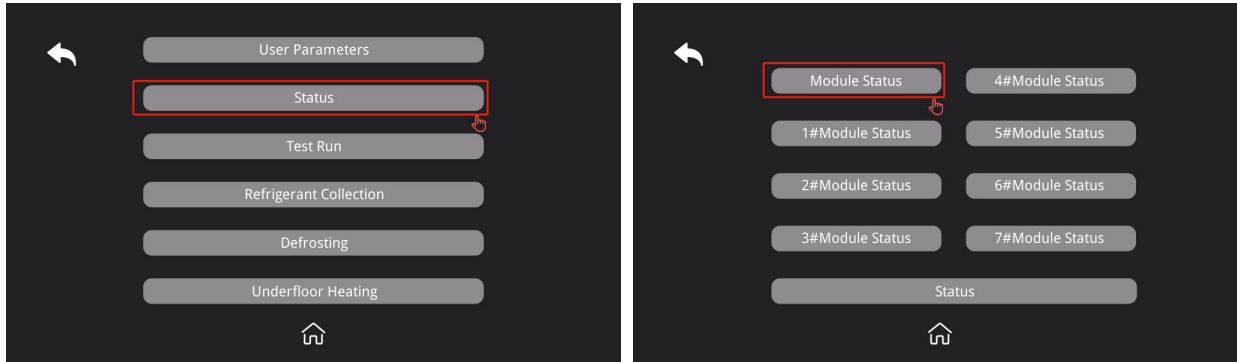 User Parameters
Status
Test Run
Refrigerant Collection
Defrosting
Underfloor Heating
Module Status
4#Module Status
1#Module Status
5#Module Status
2#Module Status
6#Module Status
3#Module Status
7#Module Status
Status